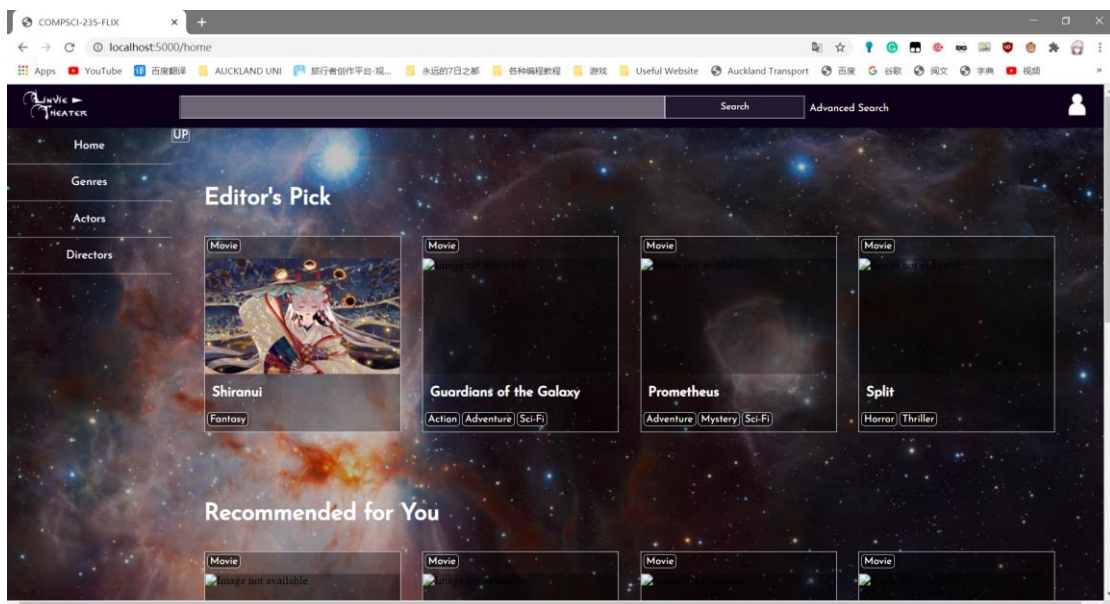 COMPSCI-235-FLIX
localhost:5000/home
Apps YouTube 百度翻译 AUCKLAND UNI 旅行者创作平台-观... 永远的7日之都 各种编程教程 游戏 Useful Website Auckland Transport 百度 谷歌 阅文 字典 视频
Linvie
Theater
Search
Advanced Search
UP
Home
Genres
Actors
Directors
Editor's Pick
Movie Movie Movie Movie
Image not available. Image not available. Image not available.
Shiranui Guardians of the Galaxy Prometheus Split
Fantasy Action Adventure Sci-Fi Adventure Mystery Sci-Fi Horror Thriller
Recommended for You
Movie Movie Movie Movie
Image not available.